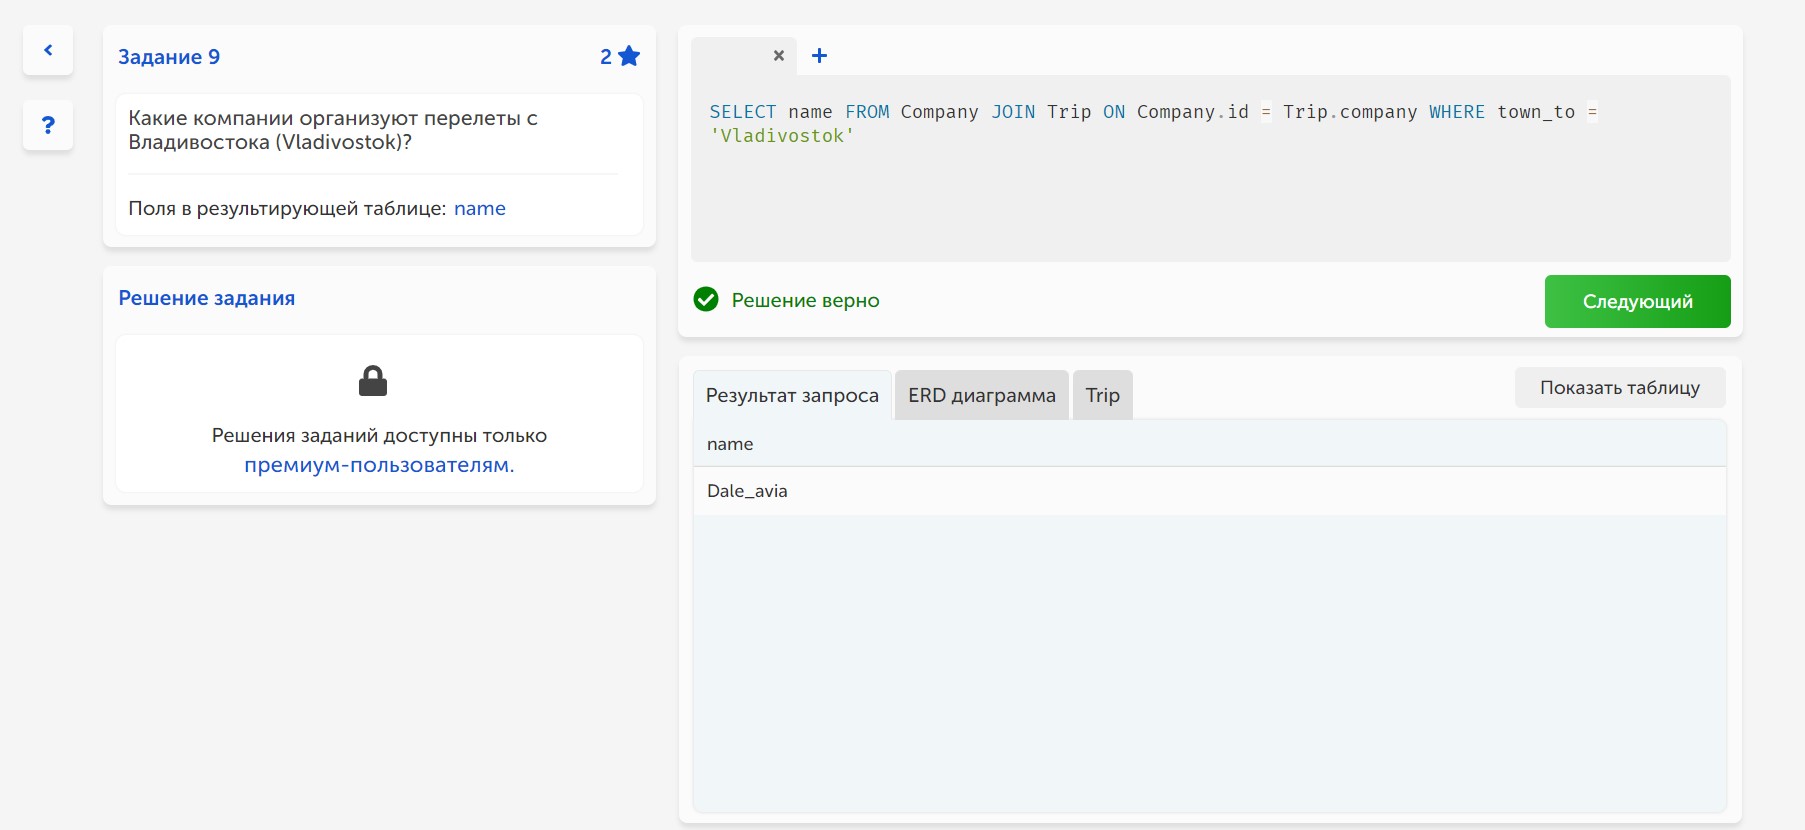 Задание 9
2
Какие компании организуют перелеты с
Владивостока (Vladivostok)?
Поля в результирующей таблице: name
Решение задания
Решения заданий доступны только
премиум-пользователям.
SELECT name FROM Company JOIN Trip ON Company.id = Trip.company WHERE town_to =
'Vladivostok'
Решение верно
Следующий
Результат запроса
ERD диаграмма
Trip
Показать таблицу
name
Dale_avia